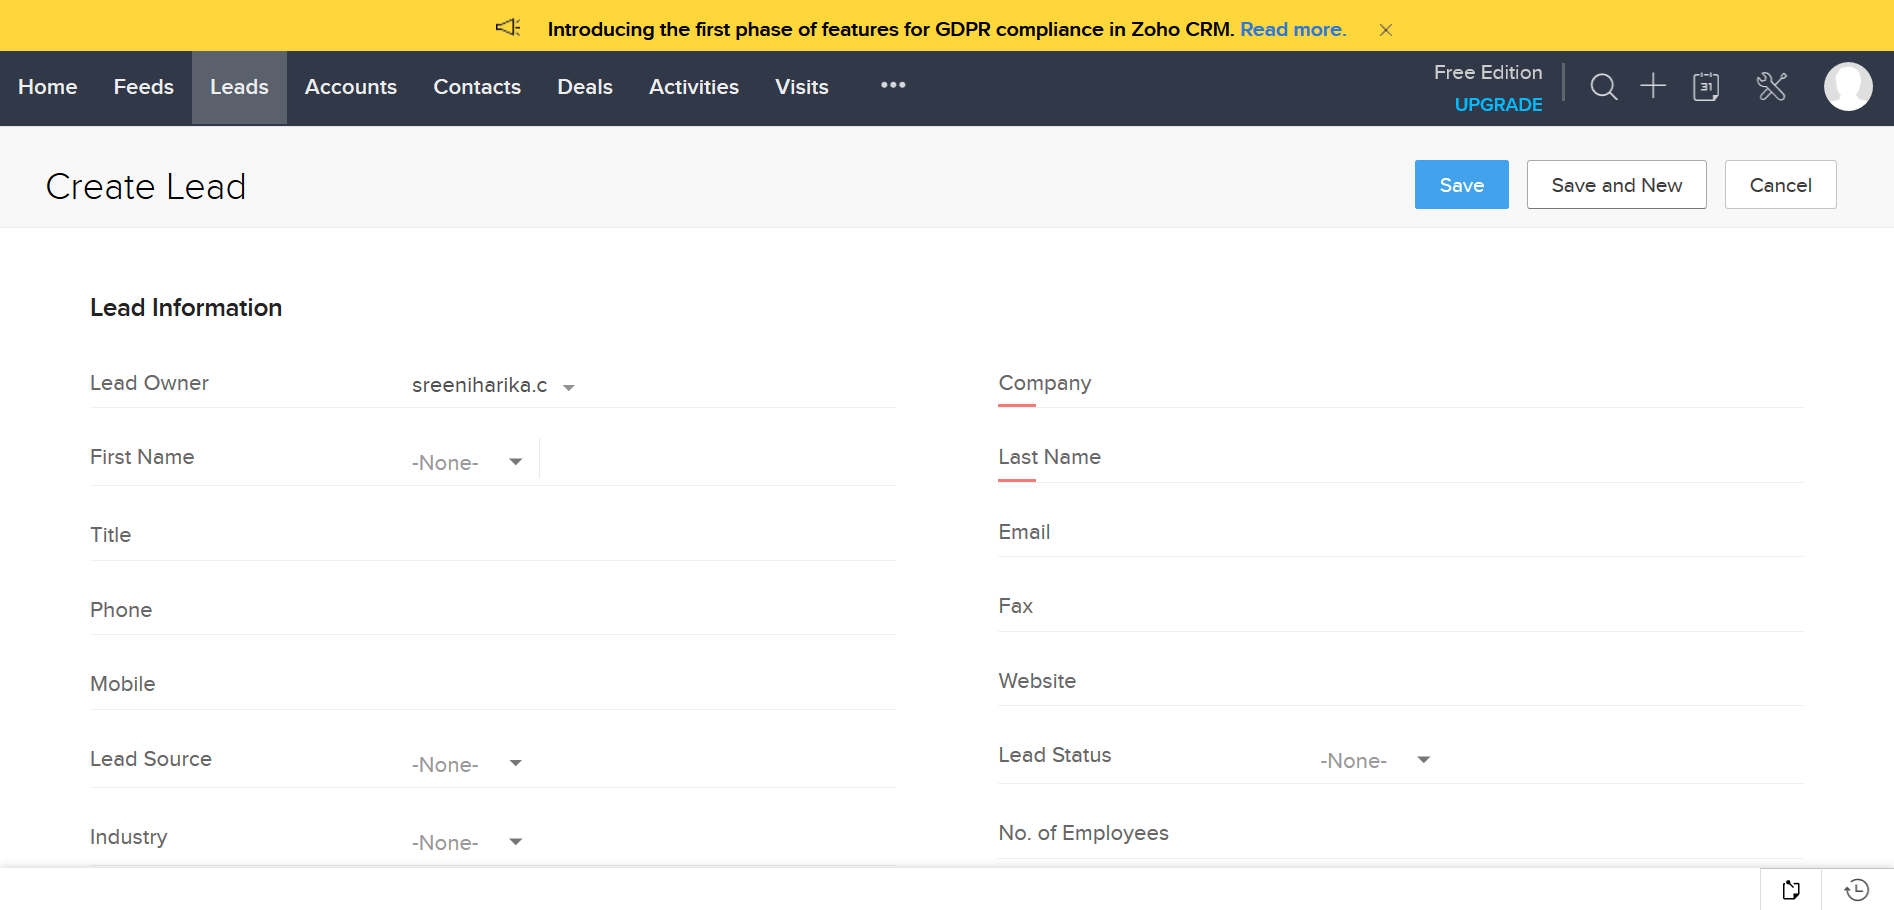 Introducing the first phase of features for GDPR compliance in Zoho CRM. Read more.
Home Feeds Leads Accounts Contacts Deals Activities Visits •••
Free Edition
UPGRADE
31
Create Lead
Save Save and New Cancel
Lead Information
Lead Owner sreeniharika.c
Company
First Name -None-
Last Name
Title
Email
Phone
Fax
Mobile
Website
Lead Source -None-
Lead Status -None-
Industry -None-
No. of Employees